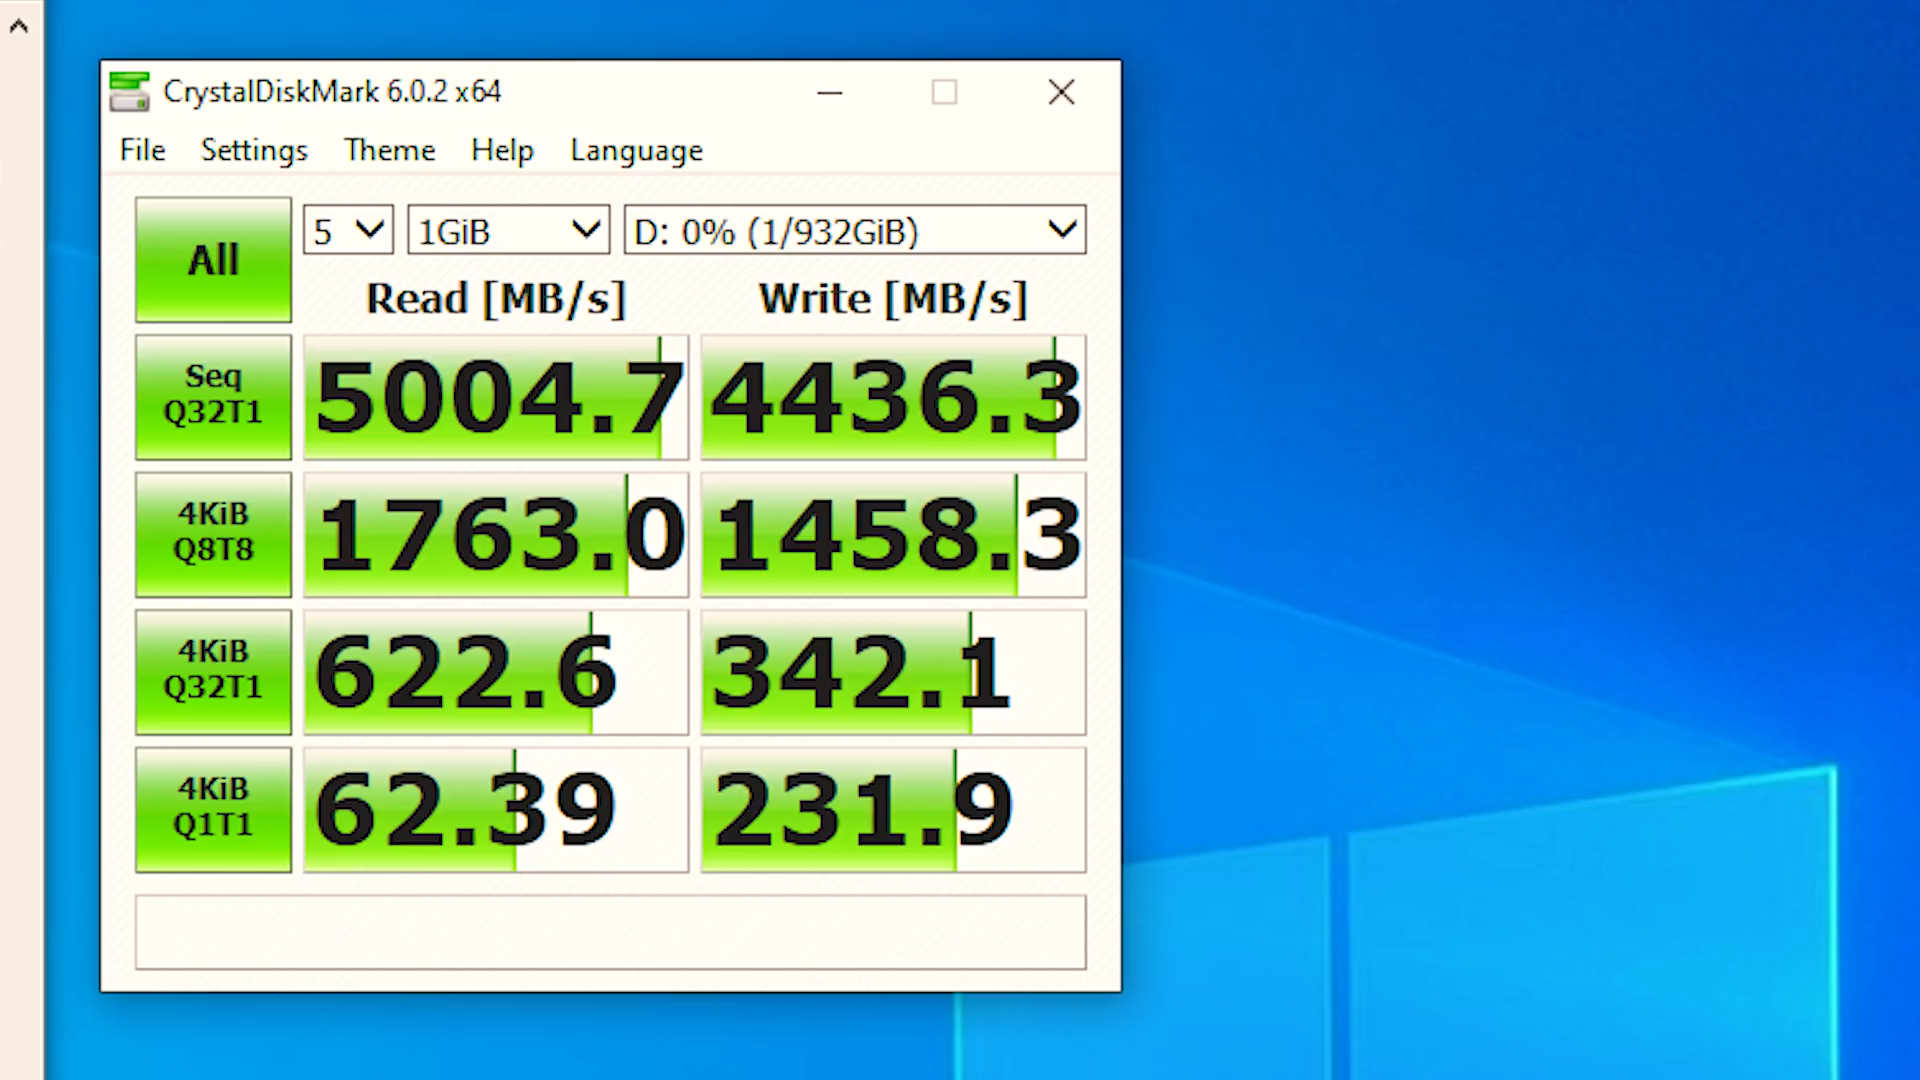 CrystalDiskMark 6.0.2 x64
File Settings Theme Help Language
All 5 1GiB D: 0% (1/932GiB)
Read [MB/s] Write [MB/s]
Seq
Q32T1 5004.7 4436.3
4KiB
Q8T8 1763.0 1458.3
4KiB
Q32T1 622.6 342.1
4KiB
Q1T1 62.39 231.9